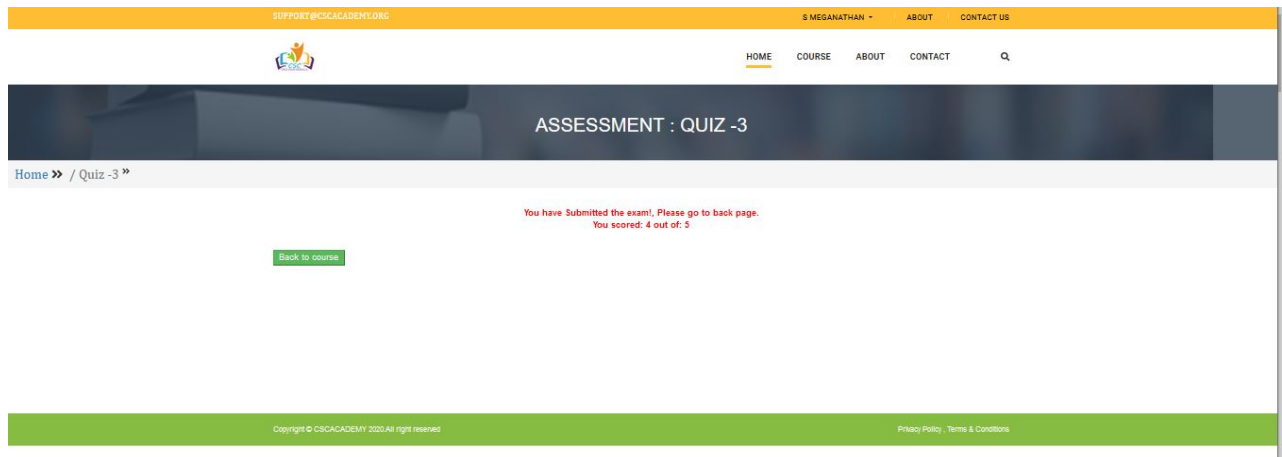 SUPPORT@CSCACADEMY.ORG S MEGANATHAN ABOUT CONTACT US
CSC
HOME COURSE ABOUT CONTACT
ASSESSMENT : QUIZ -3
Home » / Quiz -3 »
You have Submitted the exam!, Please go to back page.
You scored: 4 out of: 5
Back to course
Copyright © CSCACADEMY 2020.All right reserved Privacy Policy , Terms & Conditions